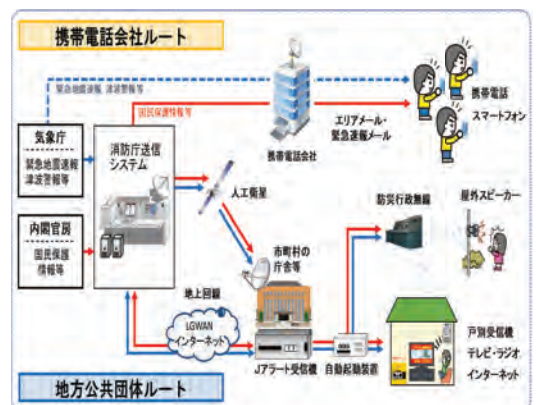 携帯電話会社ルート
緊急地震速報 津波警報等
国民保護情報等
エリアメール・
緊急速報メール
携帯電話
スマートフォン
携帯電話会社
気象庁
緊急地震速報
津波警報等
消防庁送信
システム
人工衛星
内閣官房
国民保護
情報等
市町村の
庁舎等
防災行政無線
屋外スピーカー
地上回線
LGWAN
インターネット
Jアラート受信機
自動起動装置
戸別受信機
テレビ・ラジオ
インターネット
地方公共団体ルート